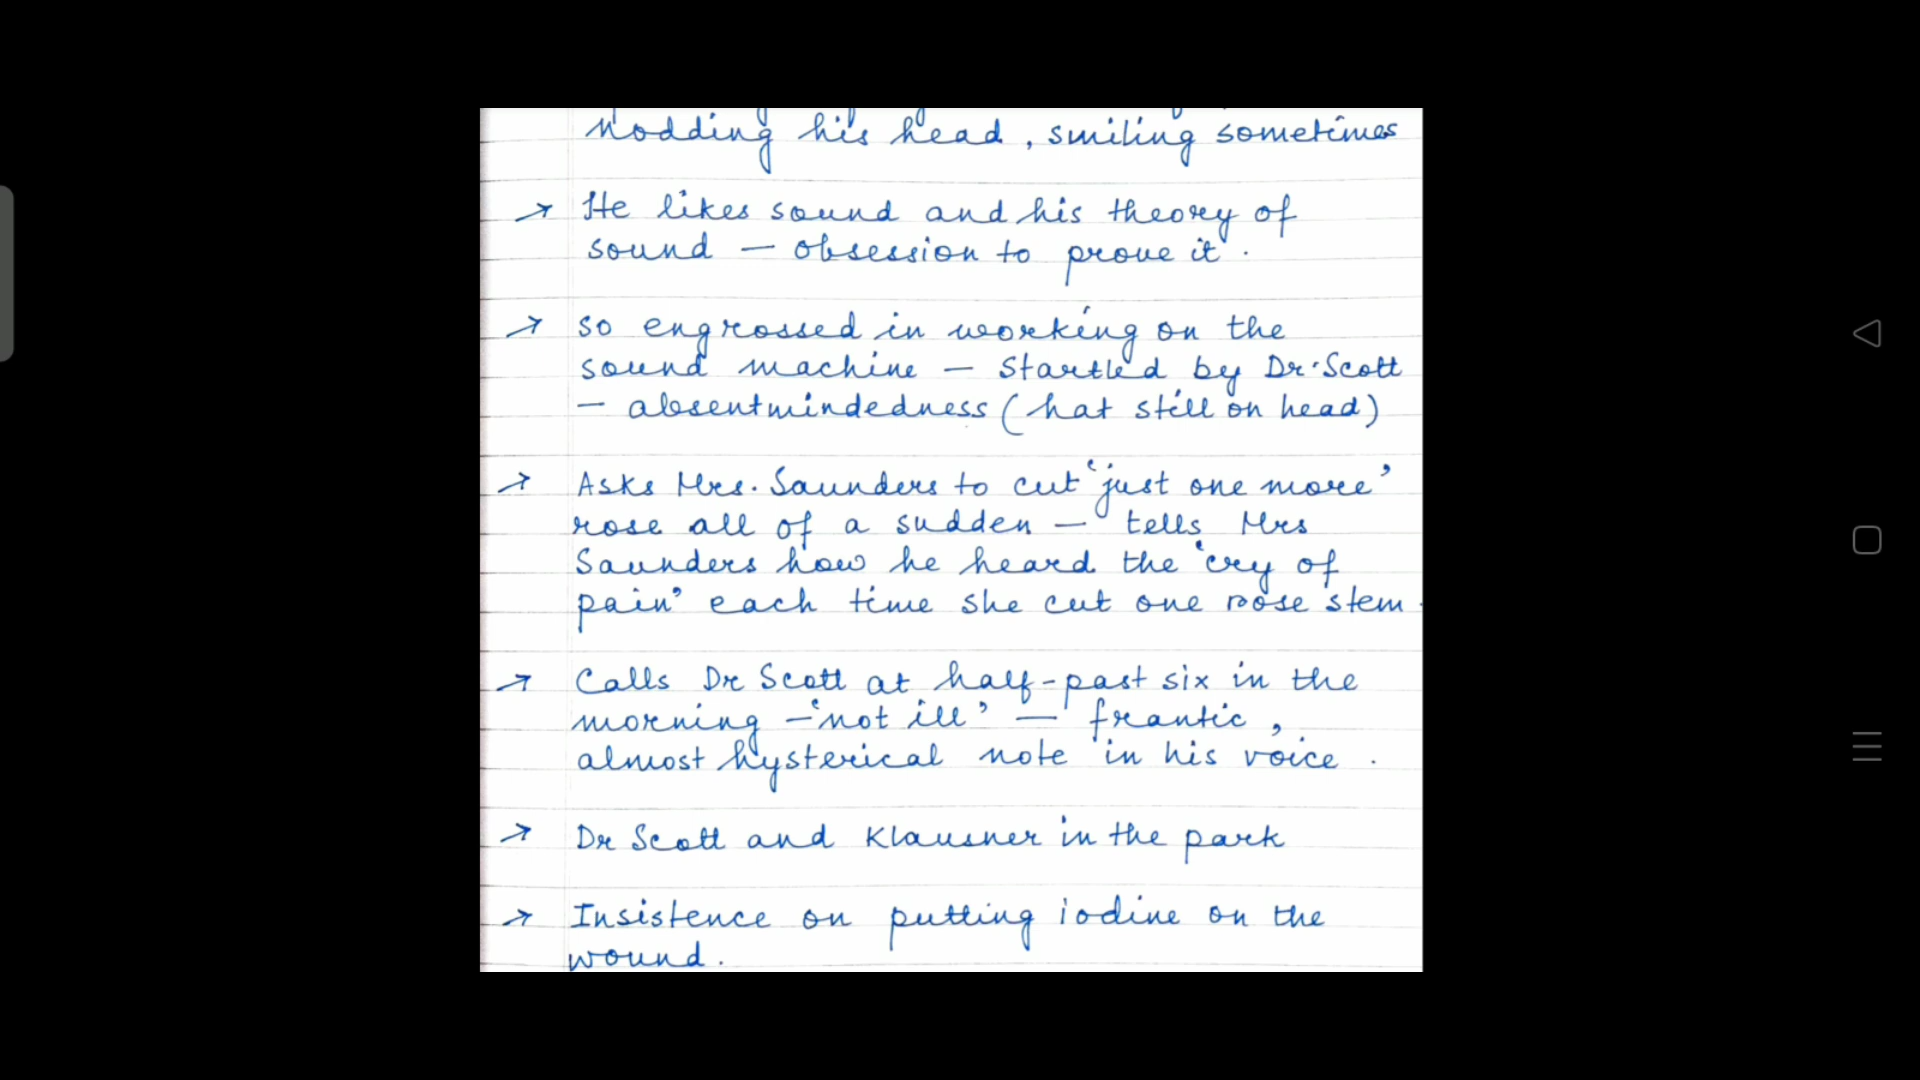 Nodding his head, smiling sometimes
→ He likes sound and his theory of
sound — obsession to prove it.
→ so engrossed in working on the
sound machine — Startled by Dr. Scott
— absentmindedness (hat still on head)
→ Asks Mrs. Saunders to cut 'just one more'
rose all of a sudden — tells Mrs
Saunders how he heard the 'cry of
pain' each time she cut one rose stem.
→ Calls Dr Scott at half-past six in the
morning — 'not ill' — frantic,
almost hysterical note in his voice.
→ Dr Scott and Klausner in the park
→ Insistence on putting iodine on the
wound.